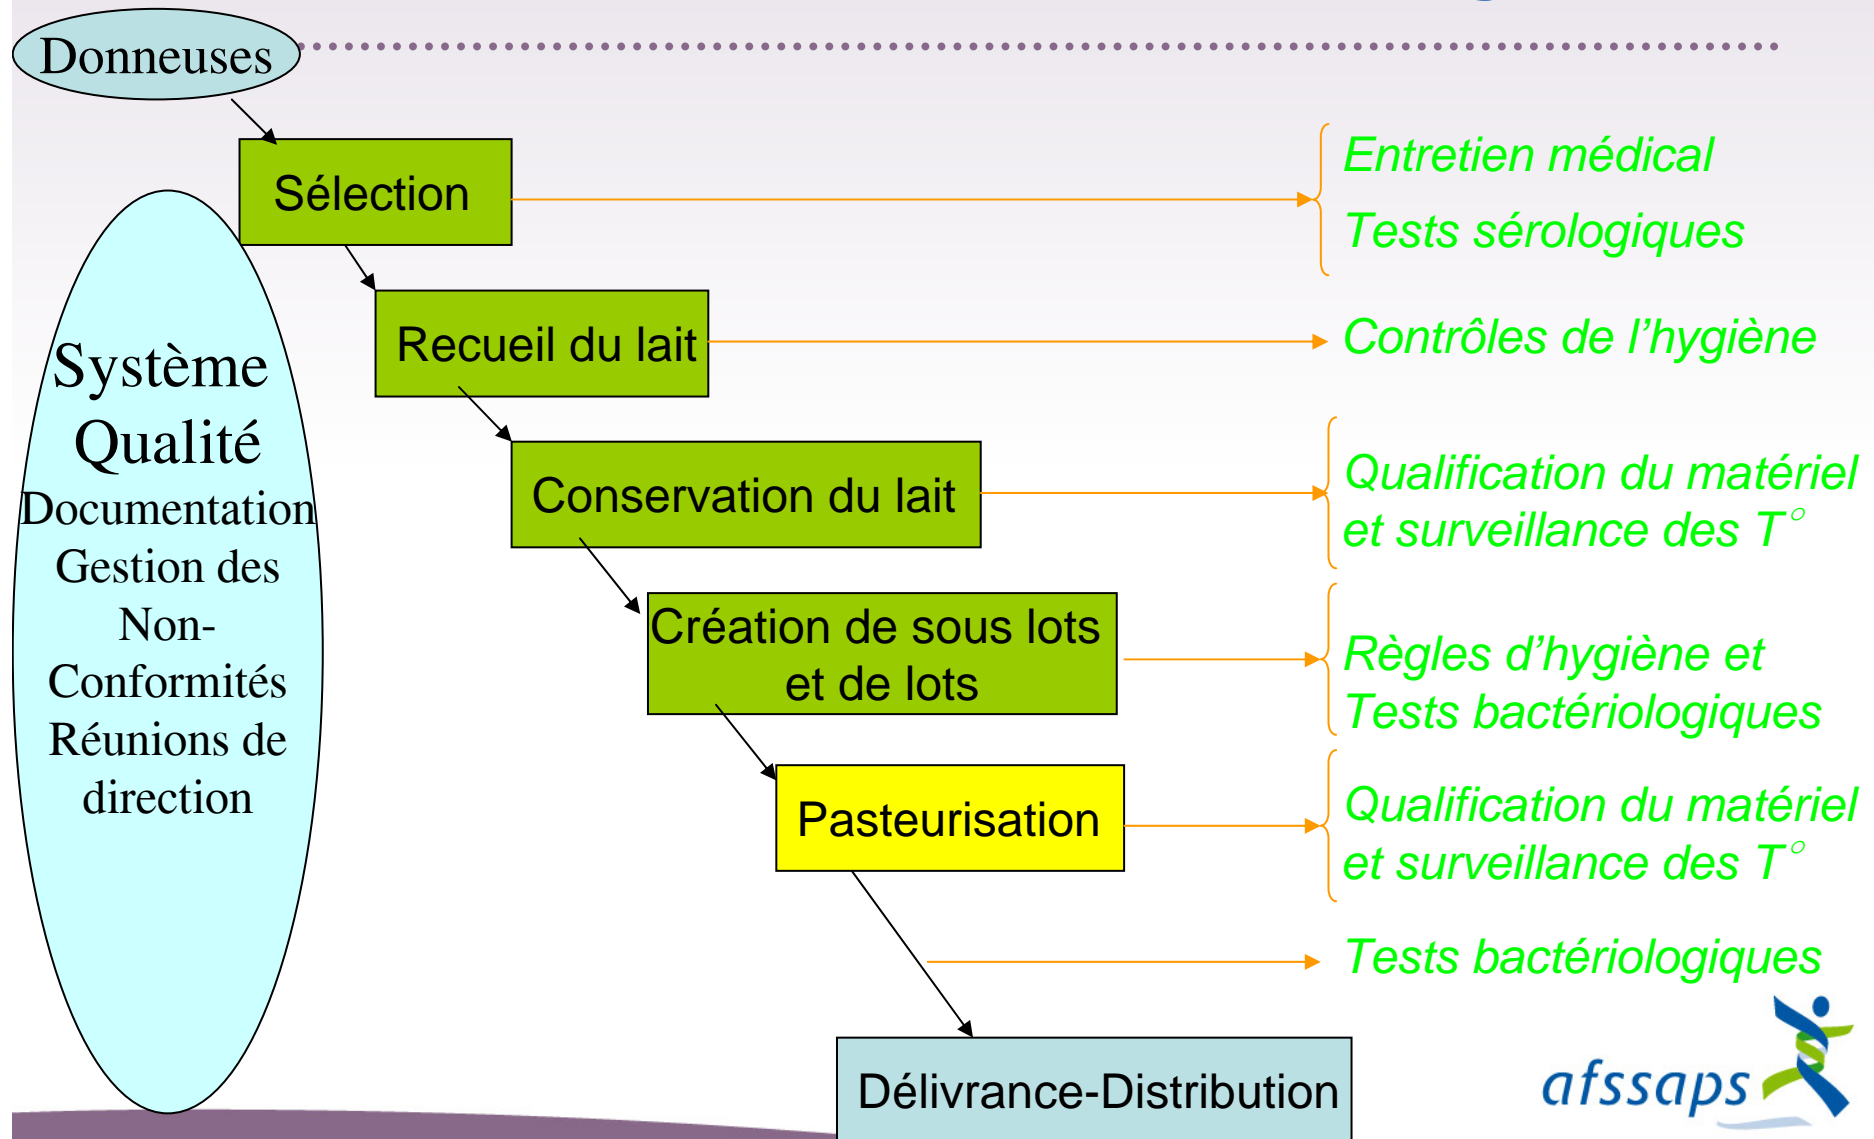 Donneuses
Sélection
Entretien médical
Tests sérologiques
Recueil du lait
Contrôles de l’hygiène
Système
Qualité
Documentation
Gestion des
Non-
Conformités
Réunions de
direction
Conservation du lait
Qualification du matériel
et surveillance des T°
Création de sous lots
et de lots
Règles d’hygiène et
Tests bactériologiques
Pasteurisation
Qualification du matériel
et surveillance des T°
Tests bactériologiques
Délivrance-Distribution
afssaps